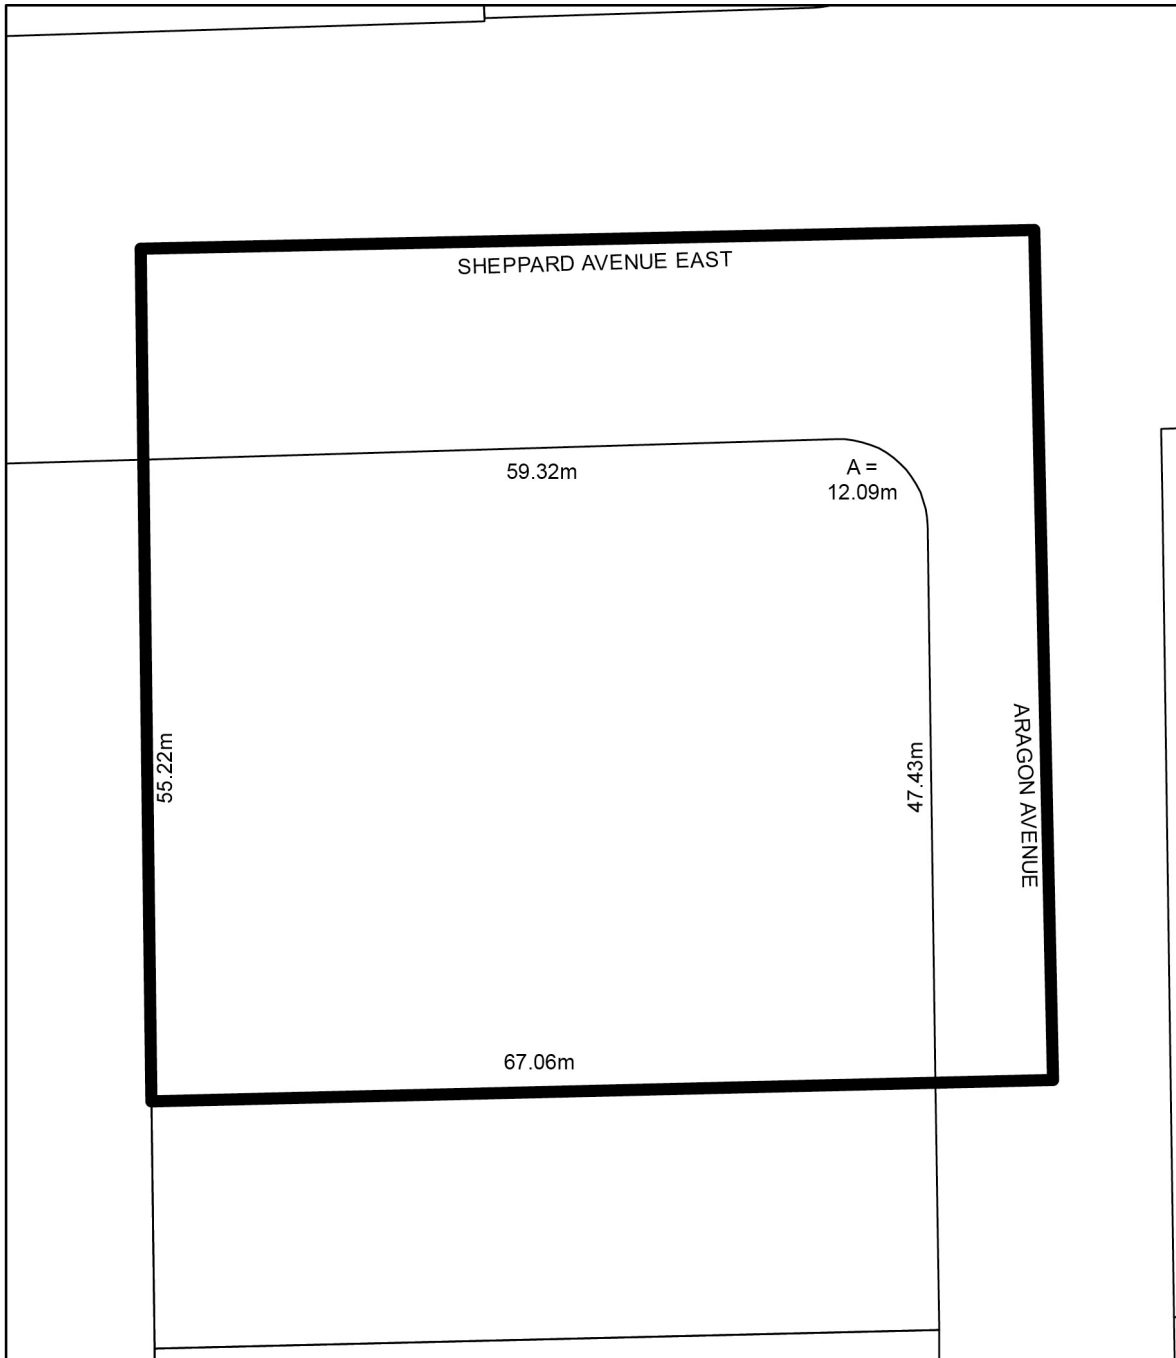 SHEPPARD AVENUE EAST
59.32m
A =
12.09m
55.22m
47.43m
ARAGON AVENUE
67.06m